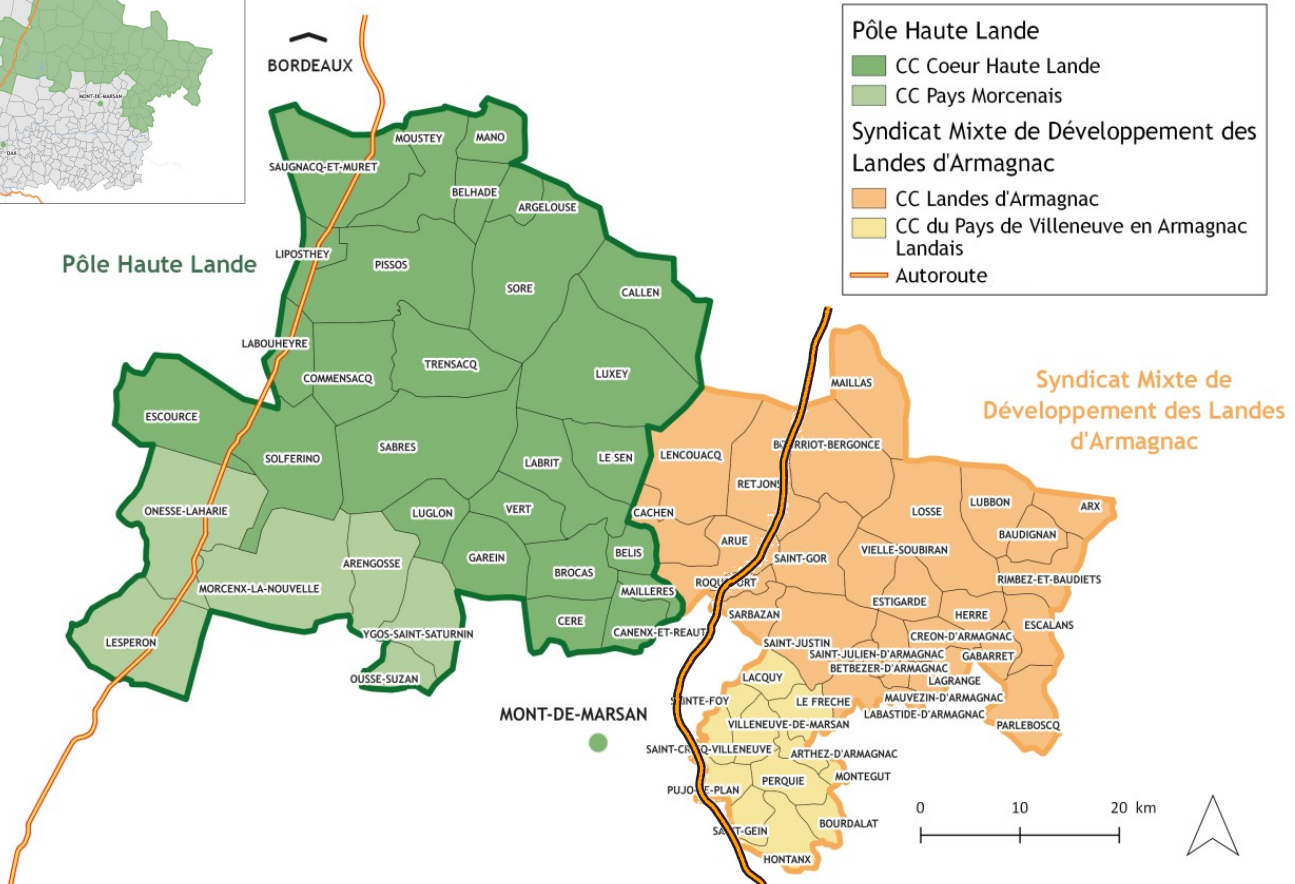 MONT-DE-MARSAN
DAX
BORDEAUX
Pôle Haute Lande
CC Coeur Haute Lande
CC Pays Morcenais
Syndicat Mixte de Développement des
Landes d'Armagnac
CC Landes d'Armagnac
CC du Pays de Villeneuve en Armagnac
Landais
Autoroute
Pôle Haute Lande
Syndicat Mixte de
Développement des Landes
d'Armagnac
MOUSTEY
MANO
SAUGNACQ-ET-MURET
BELHADE
ARGELOUSE
LIPOSTHEY
PISSOS
SORE
CALLEN
LABOUHEYRE
COMMENSACQ
TRENSACQ
LUXEY
MAILLAS
ESCOURCE
SOLFERINO
SABRES
LABRIT
LE SEN
LENCOUACQ
BOURRIOT-BERGONCE
RETJONS
ONESSE-LAHARIE
LUGLON
VERT
CACHEN
LOSSE
LUBBON
ARX
BAUDIGNAN
ARENGOSSE
GAREIN
BROCAS
BELIS
ARUE
SAINT-GOR
VIELLE-SOUBIRAN
MORCENX-LA-NOUVELLE
MAILLERES
ROQUEFORT
RIMBEZ-ET-BAUDIETS
ESTIGARDE
HERRE
ESCALANS
LESPERON
YGOS-SAINT-SATURNIN
CERE
CANENX-ET-REAUT
SARBAZAN
SAINT-JUSTIN
CREON-D'ARMAGNAC
SAINT-JULIEN-D'ARMAGNAC
GABARRET
BETBEZER-D'ARMAGNAC
OUSSE-SUZAN
LACQUY
LAGRANGE
MAUVEZIN-D'ARMAGNAC
LABASTIDE-D'ARMAGNAC
PARLEBOSCQ
SAINTE-FOY
LE FRECHE
VILLENEUVE-DE-MARSAN
MONT-DE-MARSAN
SAINT-CRICQ-VILLENEUVE
ARTHEZ-D'ARMAGNAC
PUJO-LE-PLAN
PERQUIE
MONTEGUT
SAINT-GEIN
BOURDALAT
HONTANX
0 10 20 km